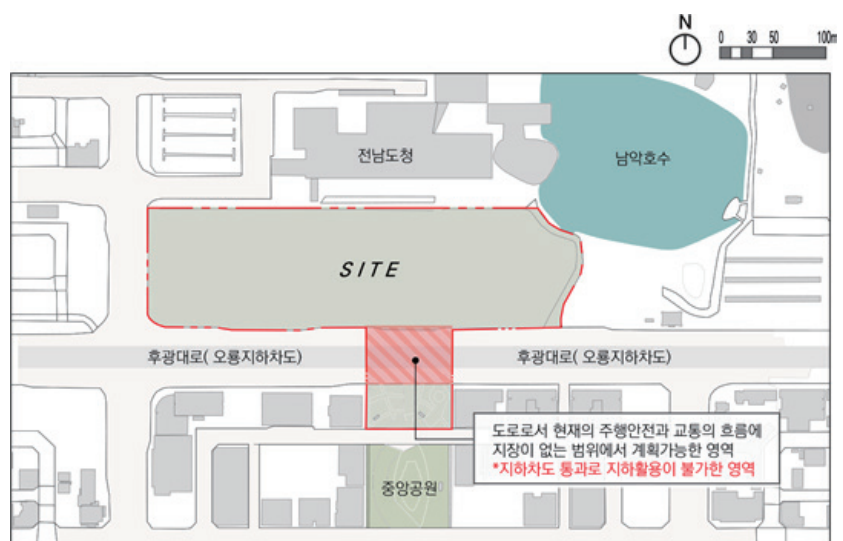 N
0 30 50 100m
전남도청
남악호수
SITE
후광대로( 오룡지하차도)
후광대로( 오룡지하차도)
도로로서 현재의 주행안전과 교통의 흐름에
지장이 없는 범위에서 계획가능한 영역
*지하차도 통과로 지하활용이 불가한 영역
중앙공원